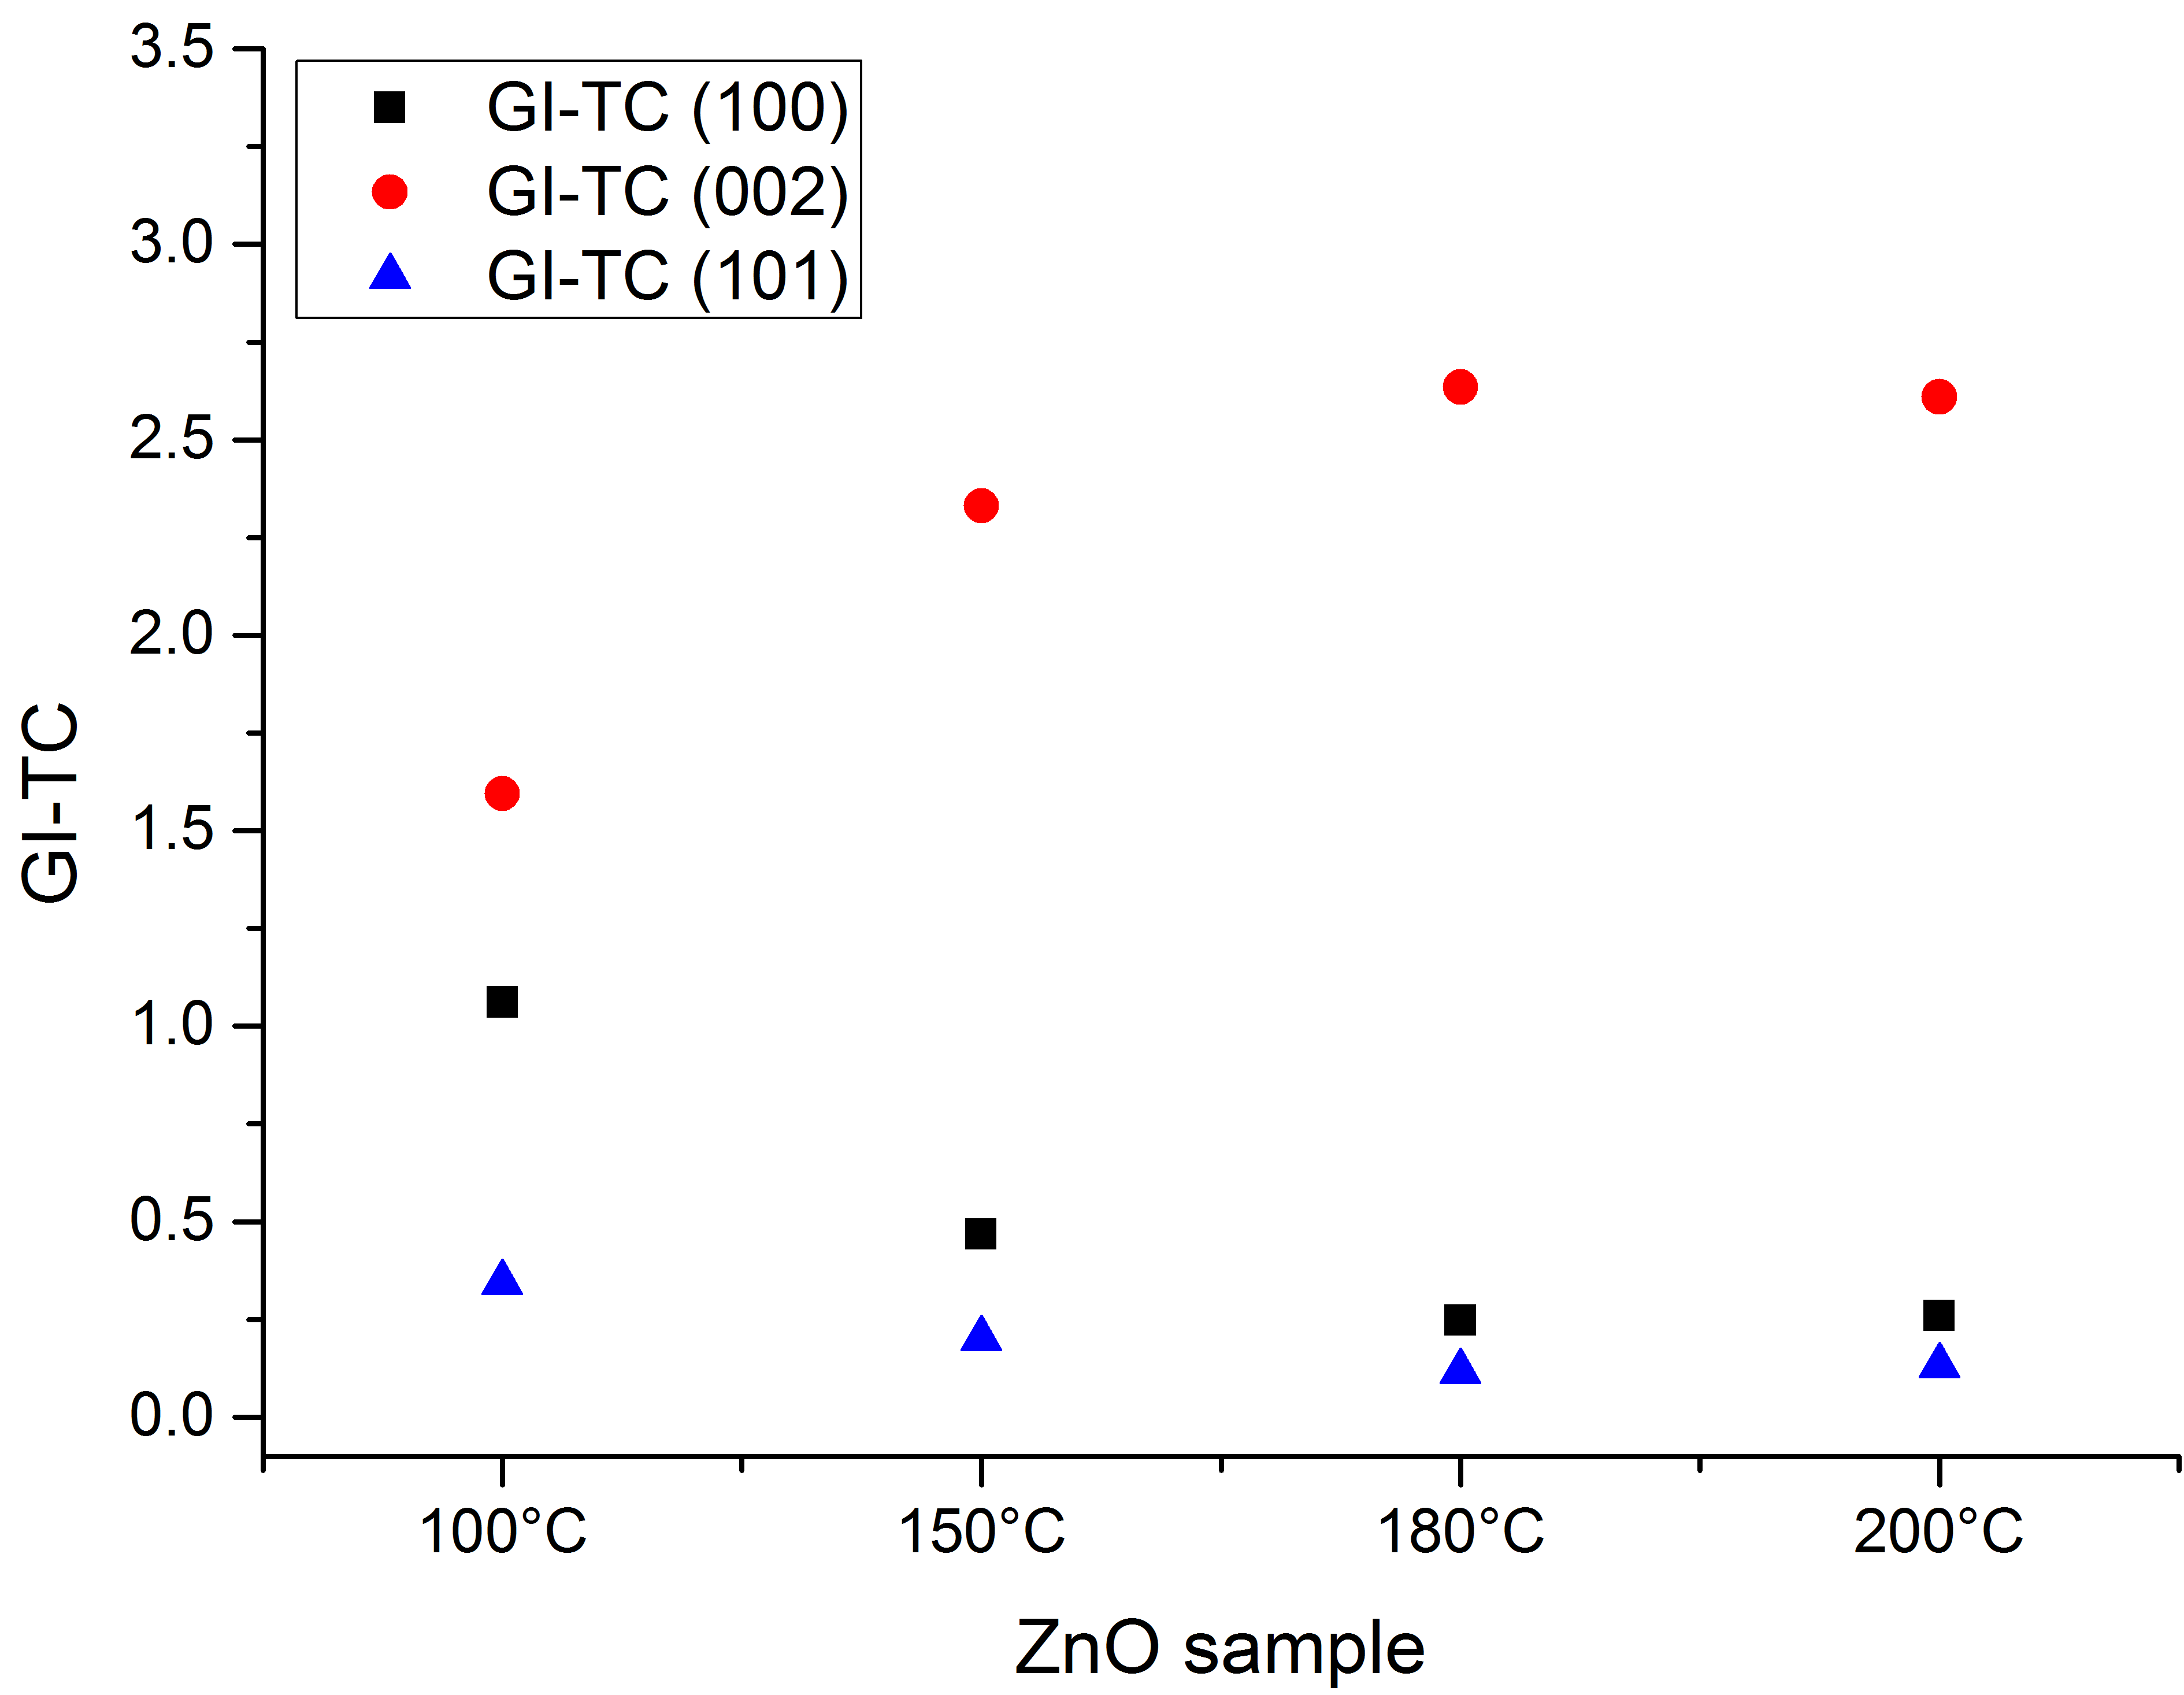 3.5
GI-TC (100)
GI-TC (002)
GI-TC (101)
3.0
2.5
2.0
1.5
1.0
0.5
0.0
GI-TC
100°C 150°C 180°C 200°C
ZnO sample